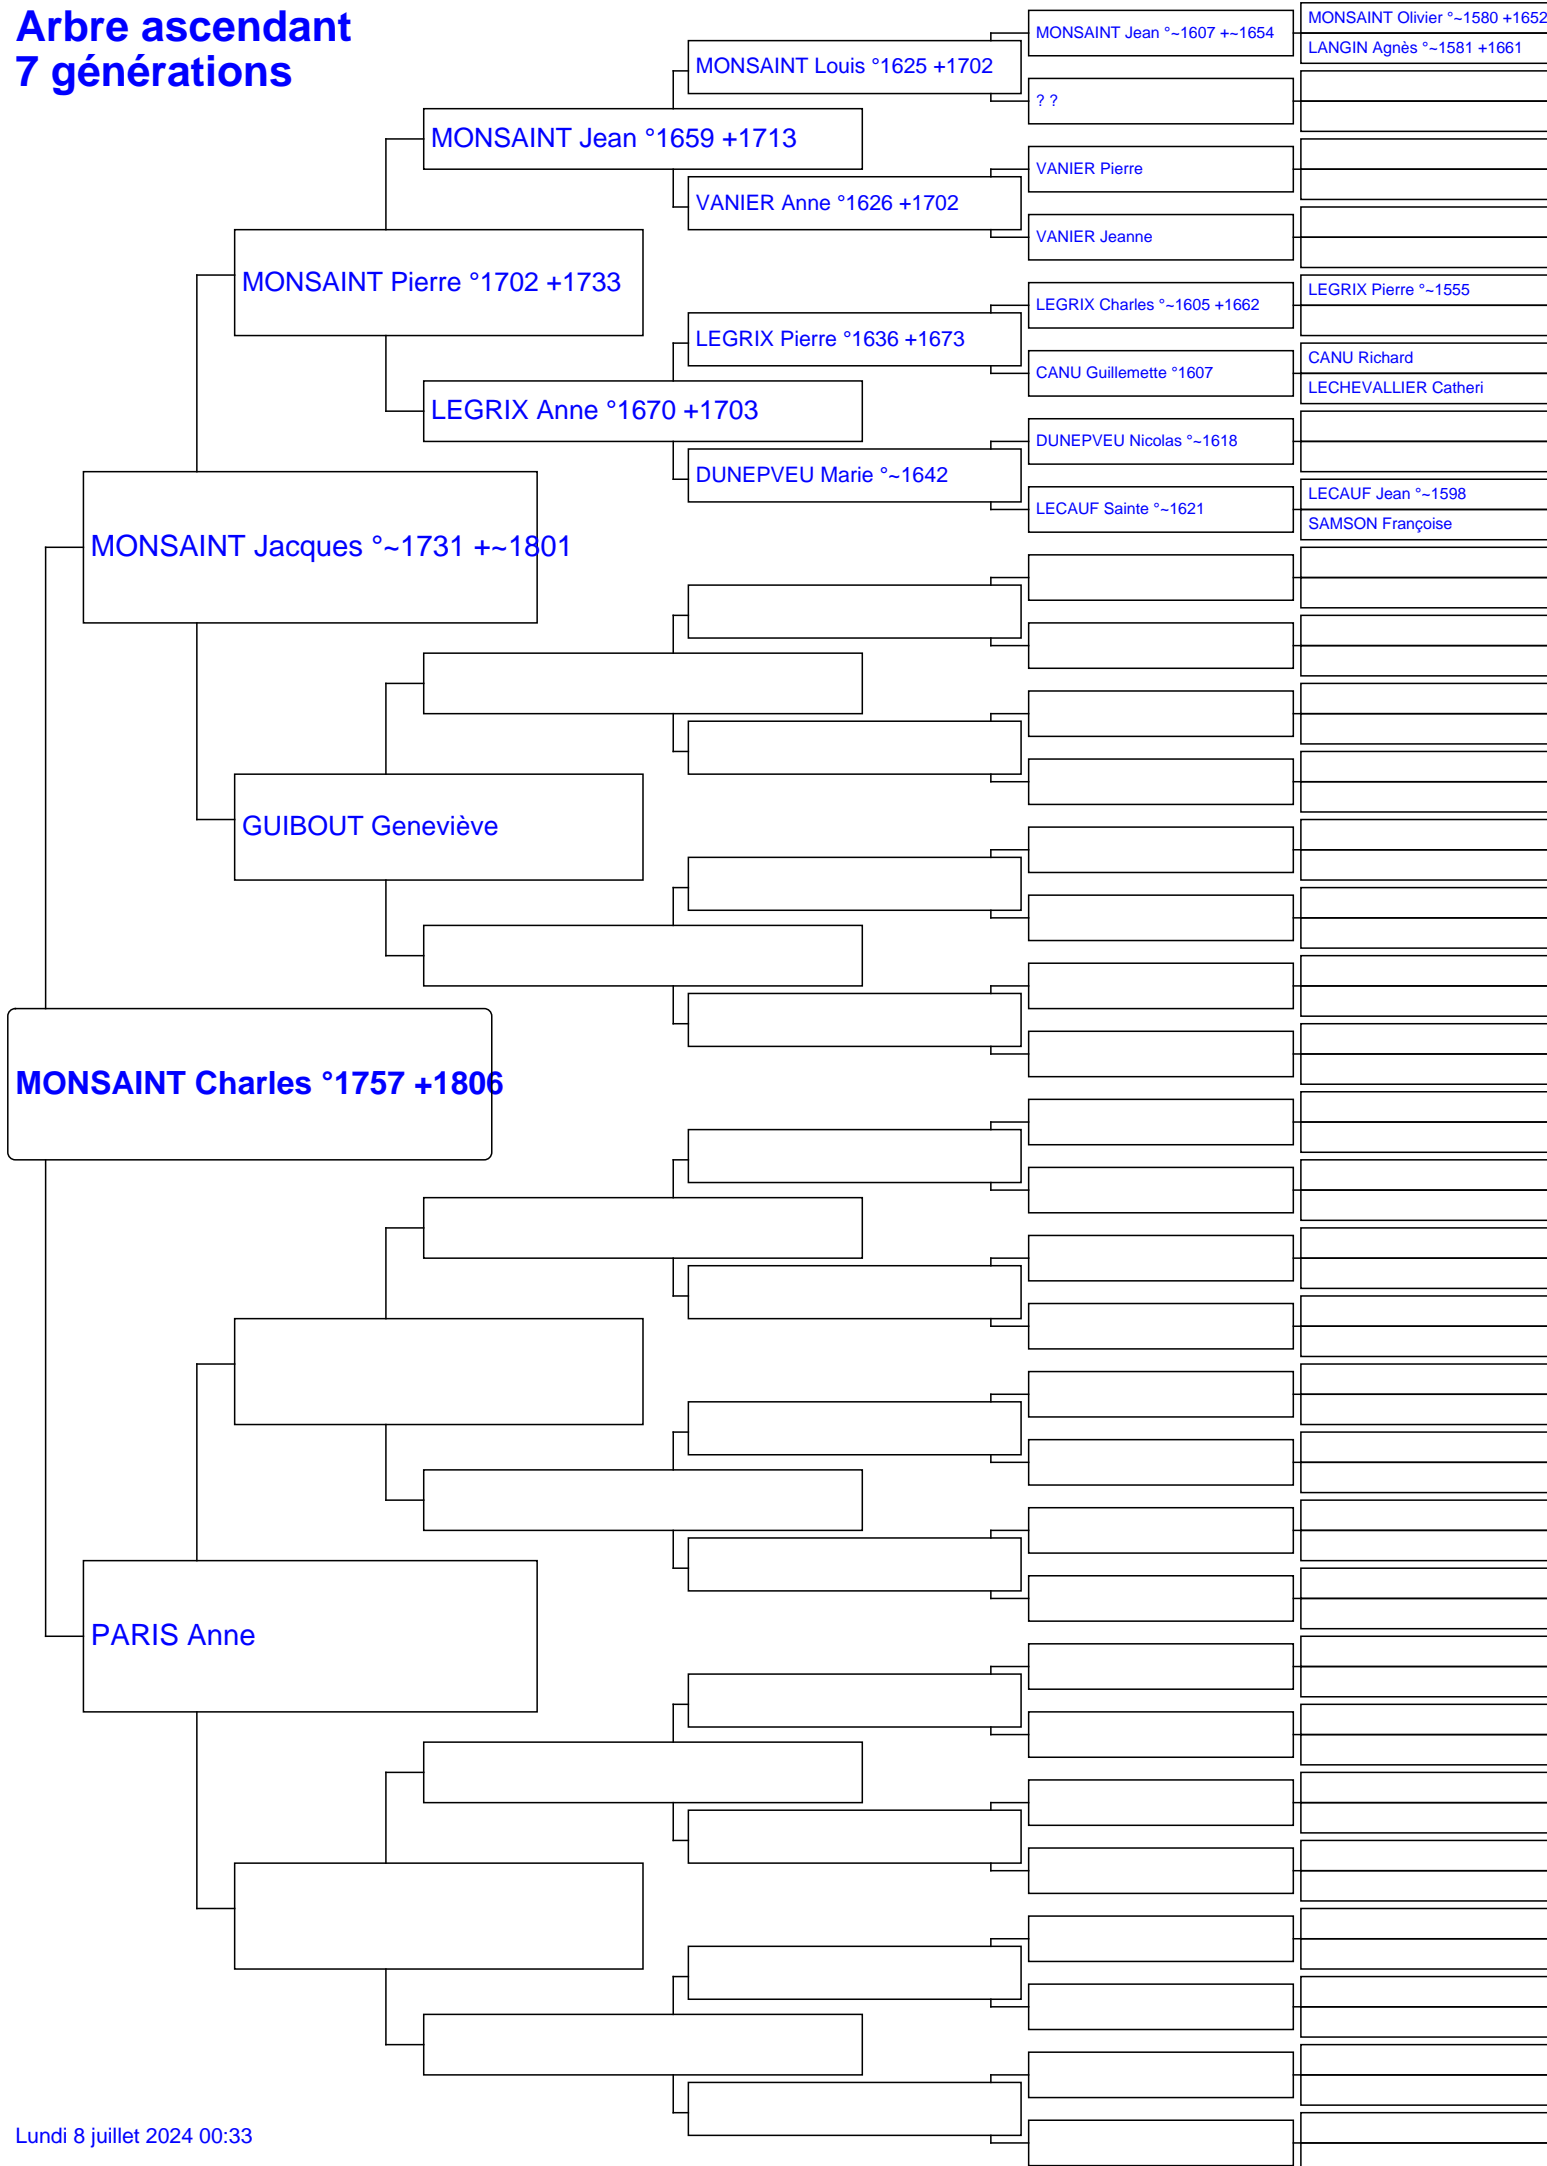 Arbre ascendant
7 générations
MONSAINT Olivier °~1580 +1652
MONSAINT Jean °~1607 +~1654
LANGIN Agnès °~1581 +1661
MONSAINT Louis °1625 +1702
? ?
MONSAINT Jean °1659 +1713
VANIER Pierre
VANIER Anne °1626 +1702
VANIER Jeanne
MONSAINT Pierre °1702 +1733
LEGRIX Pierre °~1555
LEGRIX Charles °~1605 +1662
LEGRIX Pierre °1636 +1673
CANU Richard
CANU Guillemette °1607
LECHEVALLIER Catheri
LEGRIX Anne °1670 +1703
DUNEPVEU Nicolas °~1618
DUNEPVEU Marie °~1642
LECAUF Jean °~1598
LECAUF Sainte °~1621
SAMSON Françoise
MONSAINT Jacques °~1731 +~1801
GUIBOUT Geneviève
MONSAINT Charles °1757 +1806
PARIS Anne
Lundi 8 juillet 2024 00:33